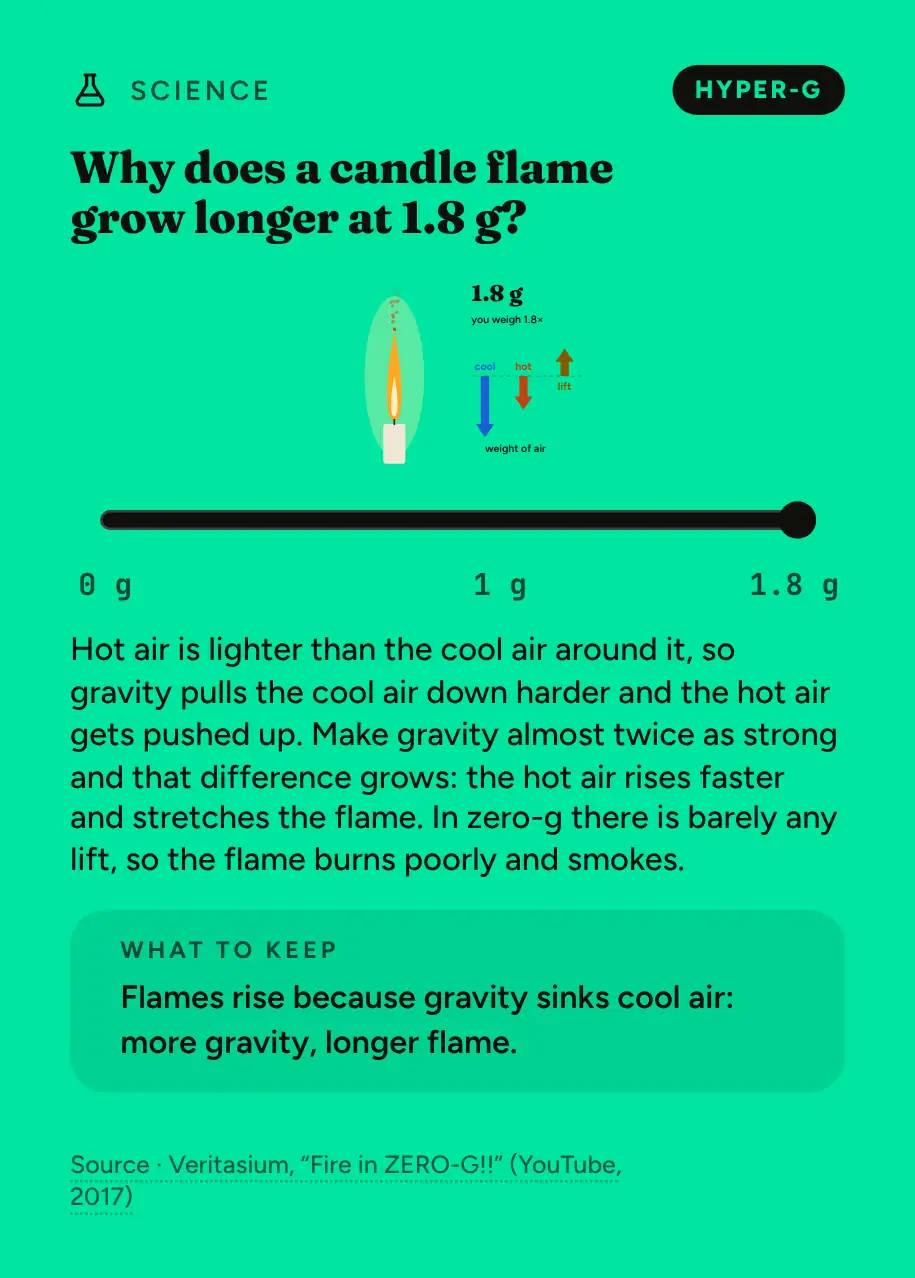 SCIENCE
HYPER-G
Why does a candle flame
grow longer at 1.8 g?
1.8 g
you weigh 1.8×
cool
hot
lift
weight of air
0 g
1 g
1.8 g
Hot air is lighter than the cool air around it, so
gravity pulls the cool air down harder and the hot air
gets pushed up. Make gravity almost twice as strong
and that difference grows: the hot air rises faster
and stretches the flame. In zero-g there is barely any
lift, so the flame burns poorly and smokes.
WHAT TO KEEP
Flames rise because gravity sinks cool air:
more gravity, longer flame.
Source · Veritasium, “Fire in ZERO-G!!” (YouTube,
2017)